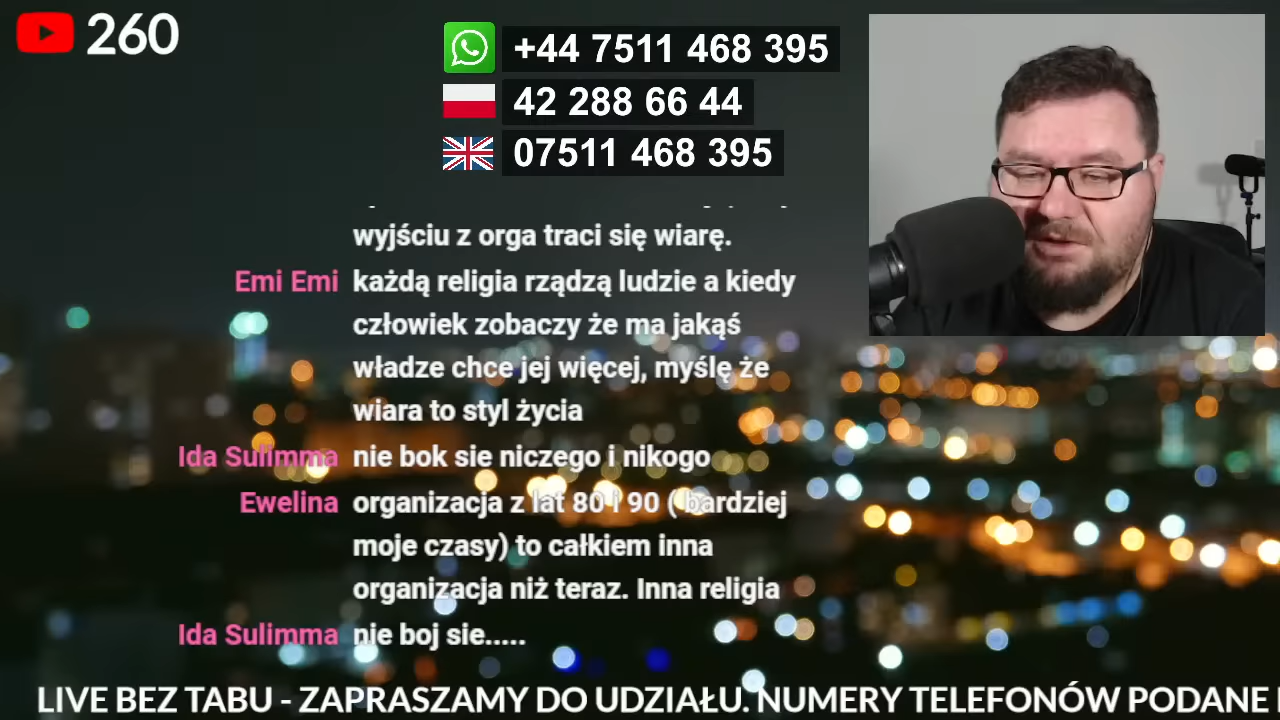 260
+44 7511 468 395
42 288 66 44
07511 468 395
wyjściu z orga traci się wiarę.
Emi Emi każdą religia rządzą ludzie a kiedy
człowiek zobaczy że ma jakąś
władze chce jej więcej, myślę że
wiara to styl życia
Ida Sulimma nie bok sie niczego i nikogo
Ewelina organizacja z lat 80 i 90 ( bardziej
moje czasy) to całkiem inna
organizacja niż teraz. Inna religia
Ida Sulimma nie boj sie.....
LIVE BEZ TABU - ZAPRASZAMY DO UDZIAŁU. NUMERY TELEFONÓW PODANE